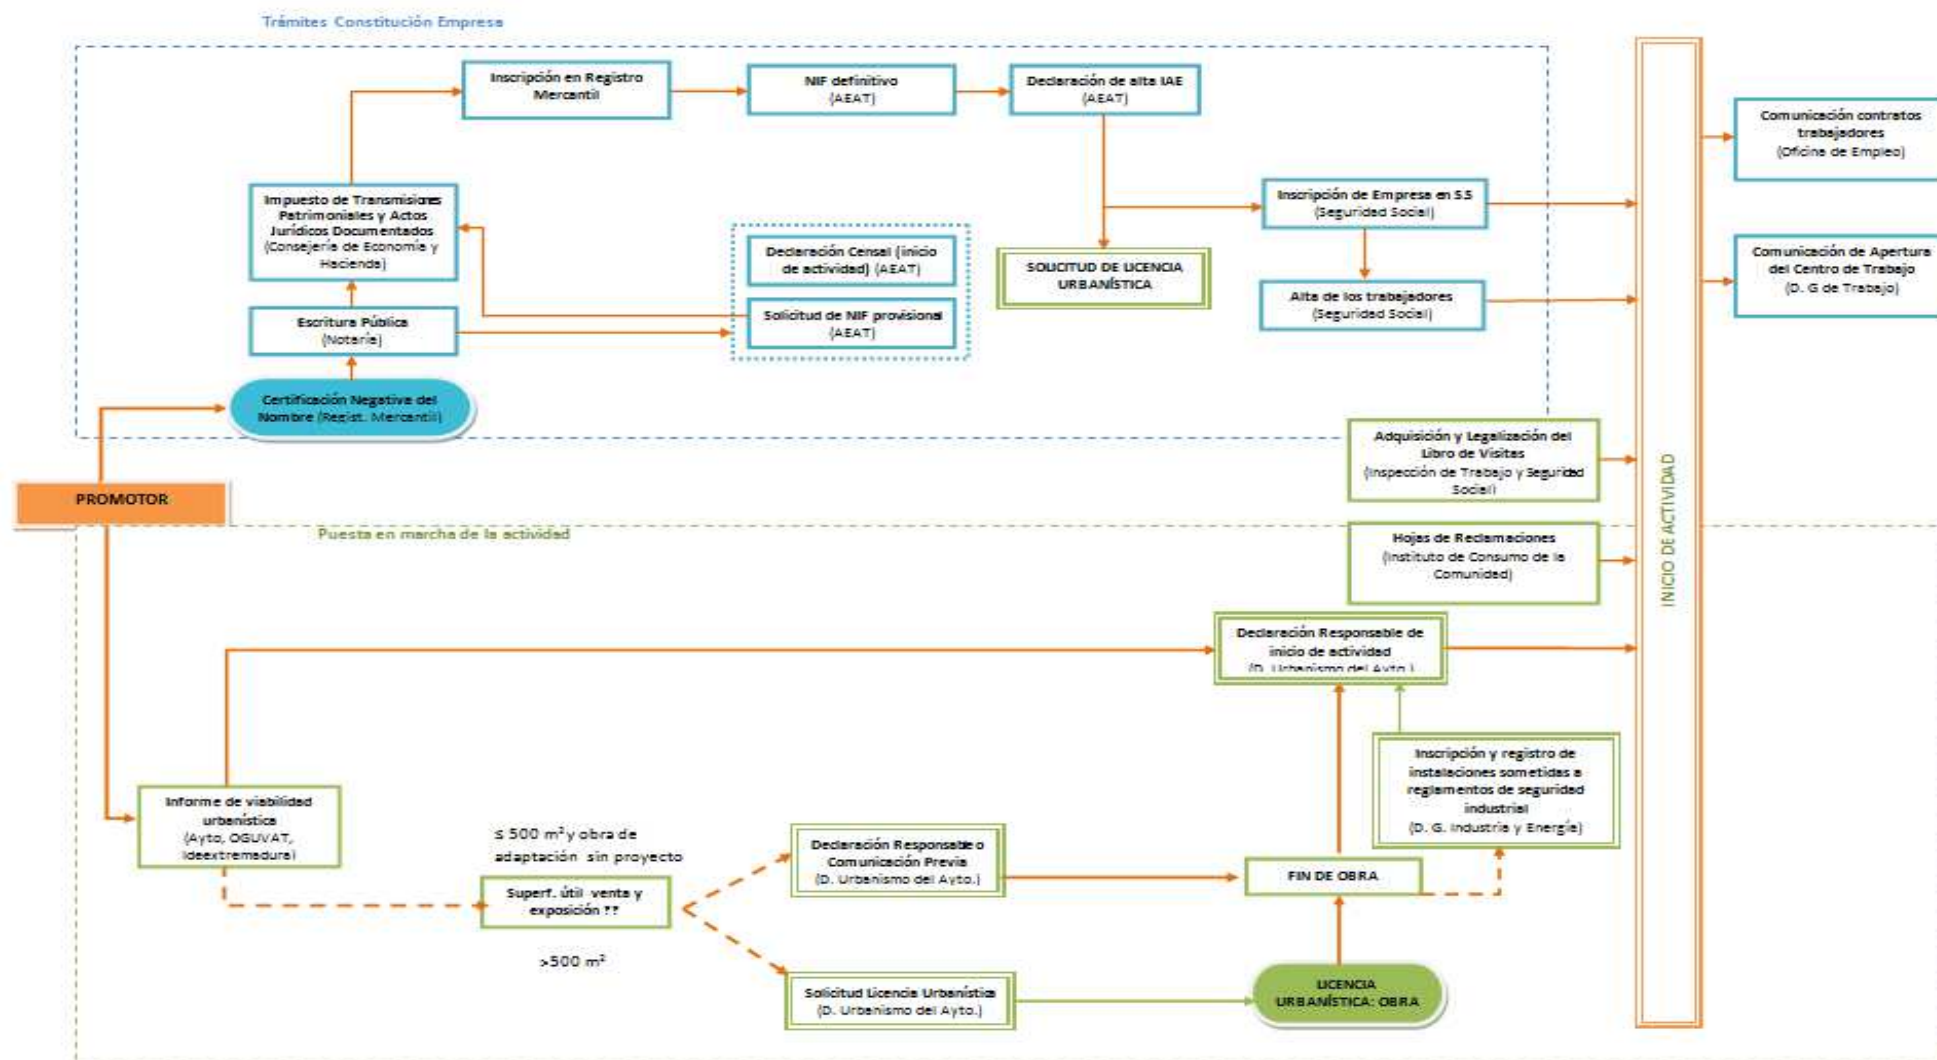 Trámites Constitución Empresa
Inscripción en Registro
Mercantil
NIF definitivo
(AEAT)
Declaración de alta IAE
(AEAT)
Comunicación contratos
trabajadores
(Oficina de Empleo)
Impuesto de Transmisiones
Patrimoniales y Actos
Jurídicos Documentados
(Consejería de Economía y
Hacienda)
Inscripción de Empresa en S.S
(Seguridad Social)
Declaración Censal (inicio
de actividad) (AEAT)
SOLICITUD DE LICENCIA
URBANÍSTICA
Comunicación de Apertura
del Centro de Trabajo
(D. G de Trabajo)
Escritura Pública
(Notaría)
Solicitud de NIF provisional
(AEAT)
Alta de los trabajadores
(Seguridad Social)
Certificación Negativa del
Nombre (Regist. Mercantil)
Adquisición y Legalización del
Libro de Visitas
(Inspección de Trabajo y Seguridad
Social)
PROMOTOR
INICIO DE ACTIVIDAD
Puesta en marcha de la actividad
Hojas de Reclamaciones
(Instituto de Consumo de la
Comunidad)
Declaración Responsable de
inicio de actividad
(D. Urbanismo del Ayto.)
Inscripción y registro de
instalaciones sometidas a
reglamentos de seguridad
industrial
(D. G. Industria y Energía)
Informe de viabilidad
urbanística
(Ayto, OGUVAT,
Ideextremadura)
≤ 500 m² y obra de
adaptación sin proyecto
Declaración Responsable o
Comunicación Previa
(D. Urbanismo del Ayto.)
FIN DE OBRA
Superf. útil venta y
exposición ??
>500 m²
Solicitud Licencia Urbanística
(D. Urbanismo del Ayto.)
LICENCIA
URBANÍSTICA: OBRA